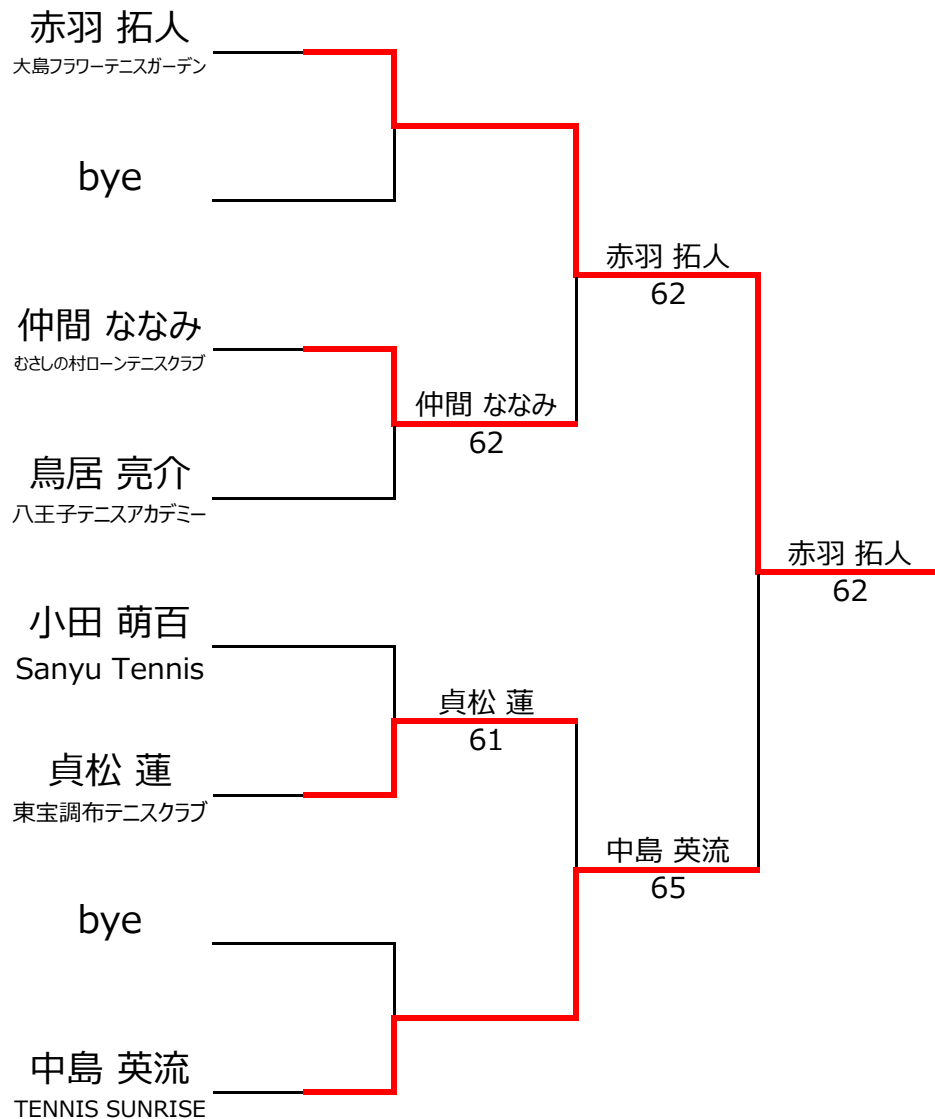 赤羽 拓人
大島フラワーテニスガーデン
bye
赤羽 拓人
62
仲間 ななみ
むさしの村ローンテニスクラブ
仲間 ななみ
62
鳥居 亮介
八王子テニスアカデミー
赤羽 拓人
62
小田 萌百
Sanyu Tennis
貞松 蓮
61
貞松 蓮
東宝調布テニスクラブ
中島 英流
65
bye
中島 英流
TENNIS SUNRISE